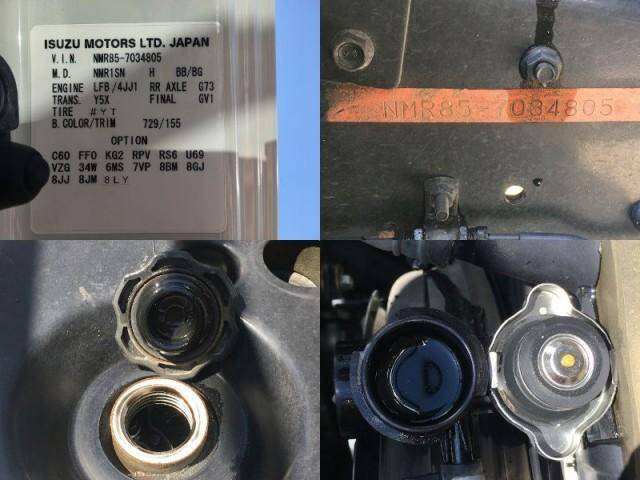 ISUZU MOTORS LTD. JAPAN
V.I.N. NMR85-7034805
M.D. NMR1SN H BB/BG
ENGINE LFB/4JJ1 RR AXLE G73
TRANS. Y5X FINAL GV1
TIRE #YT
B.COLOR/TRIM 729/155
OPTION
C60 FF0 KG2 RPV RS6 U69
VZG 34W 6MS 7VP 8BM 8GJ
8JJ 8JM 8LY
NMR85-7034805